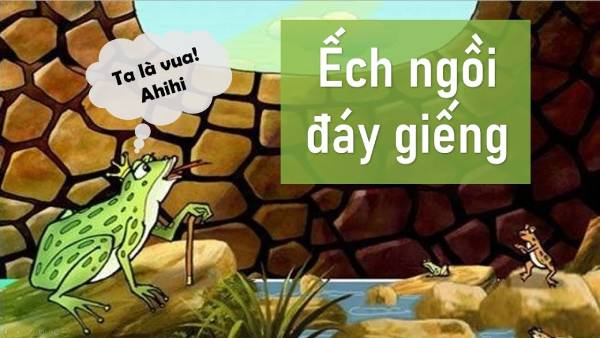 Ta là vua!
Ahihi
Ếch ngồi
đáy giếng